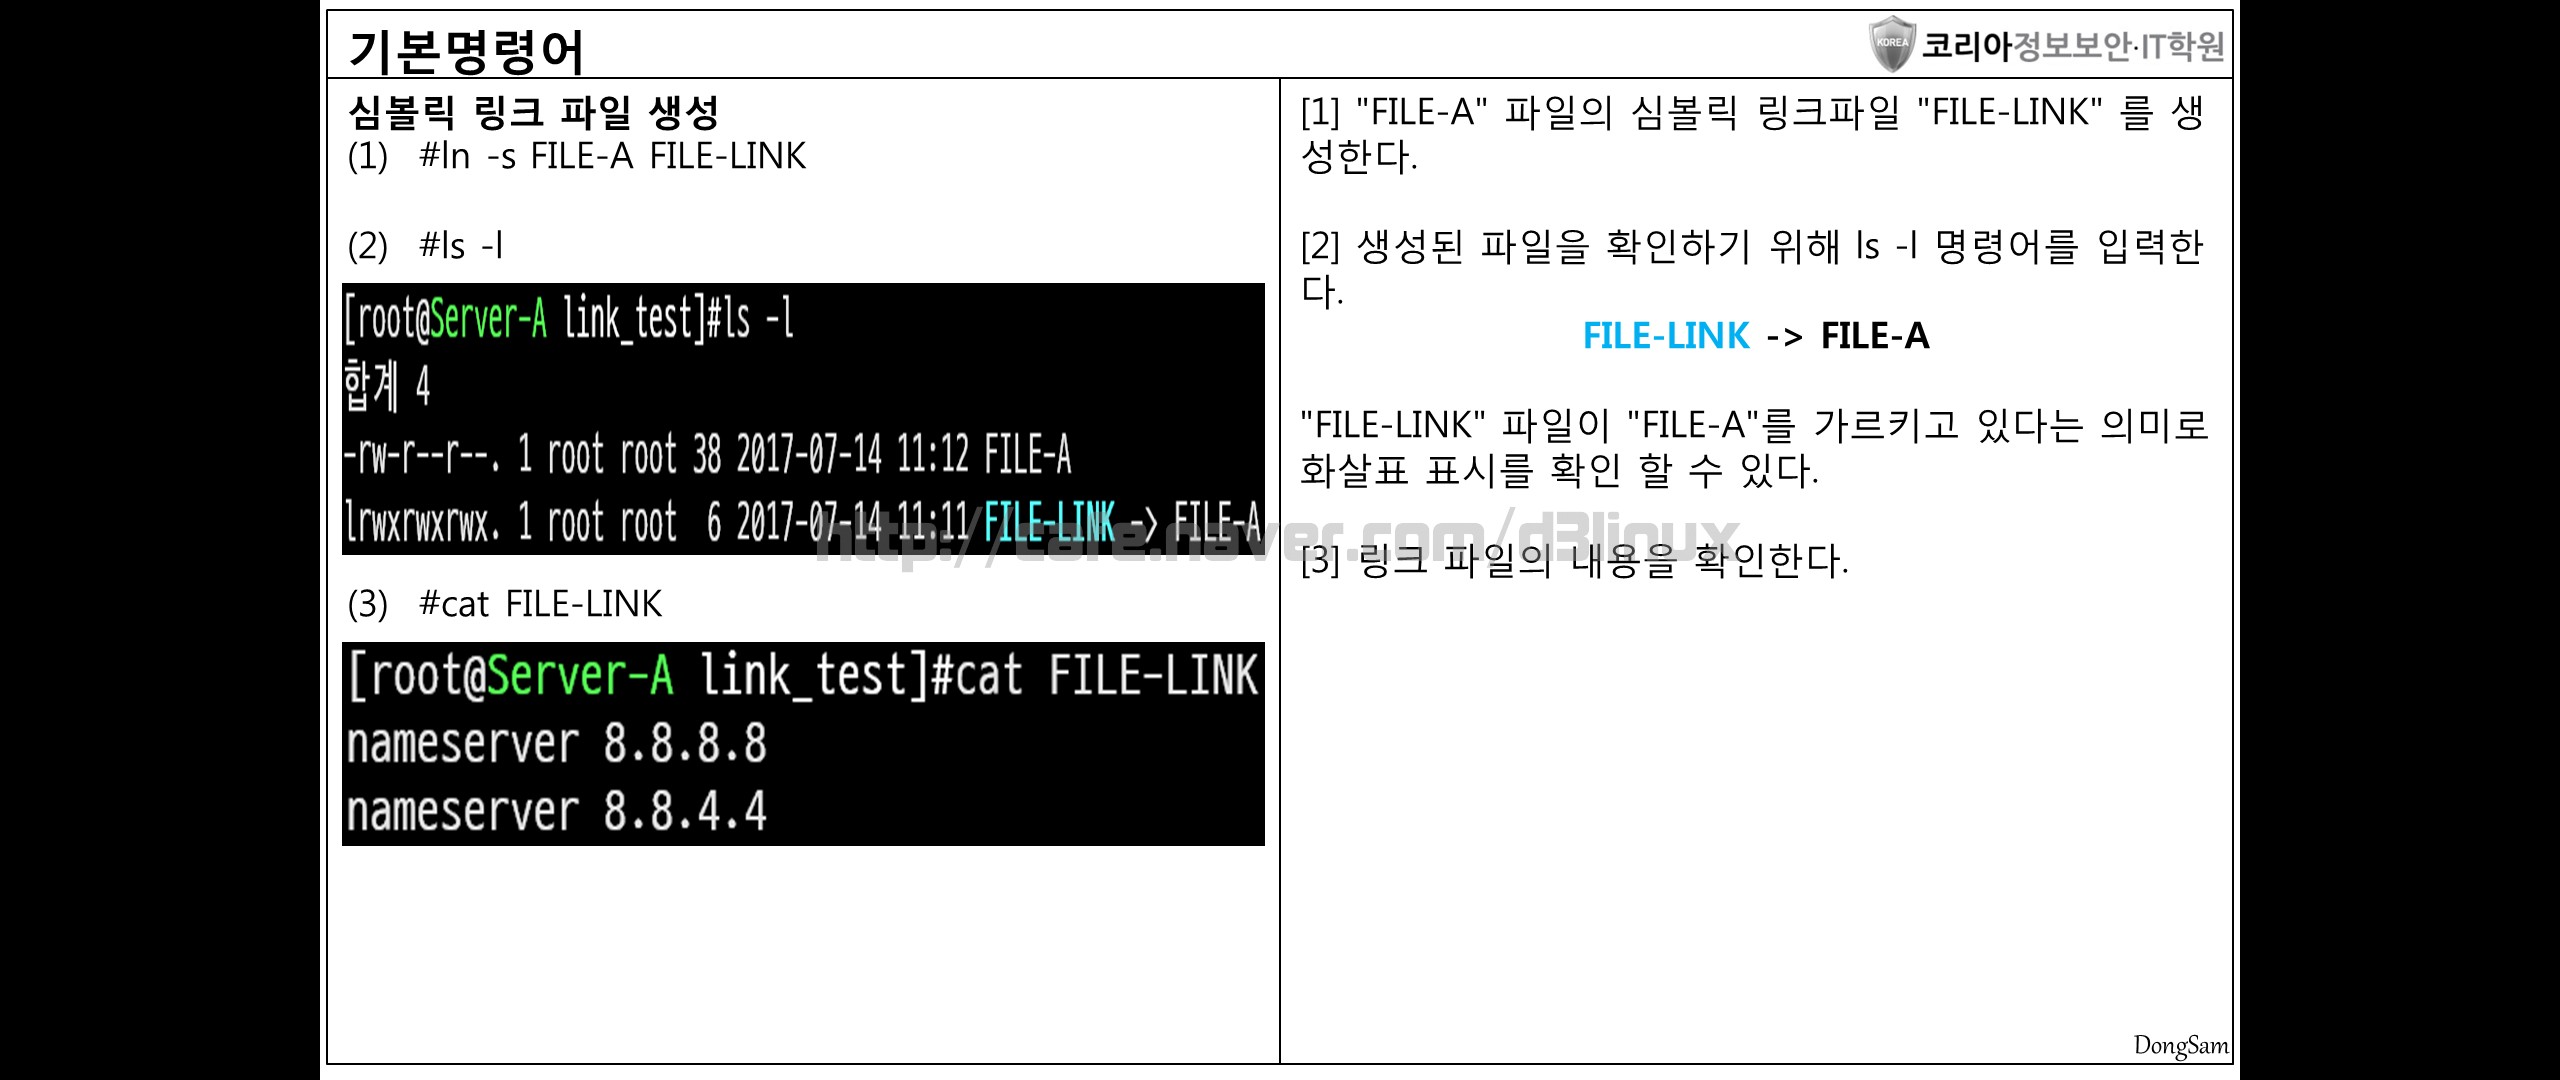 기본명령어
KOREA 코리아정보보안·IT학원
심볼릭 링크 파일 생성
(1) #ln -s FILE-A FILE-LINK
(2) #ls -l
[root@Server-A link_test]#ls -l
합계 4
-rw-r--r--. 1 root root 38 2017-07-14 11:12 FILE-A
lrwxrwxrwx. 1 root root 6 2017-07-14 11:11 FILE-LINK -> FILE-A
(3) #cat FILE-LINK
[root@Server-A link_test]#cat FILE-LINK
nameserver 8.8.8.8
nameserver 8.8.4.4
[1] "FILE-A" 파일의 심볼릭 링크파일 "FILE-LINK" 를 생
성한다.
[2] 생성된 파일을 확인하기 위해 ls -l 명령어를 입력한
다.
FILE-LINK -> FILE-A
"FILE-LINK" 파일이 "FILE-A"를 가르키고 있다는 의미로
화살표 표시를 확인 할 수 있다.
[3] 링크 파일의 내용을 확인한다.
http://cafe.naver.com/d3linux
DongSam